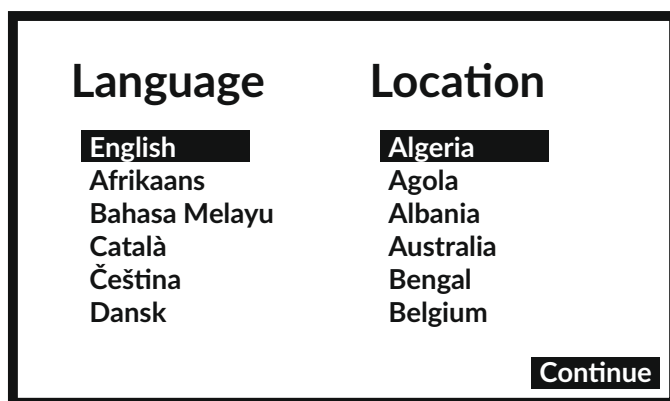 Language
English
Afrikaans
Bahasa Melayu
Català
Čeština
Dansk
Location
Algeria
Agola
Albania
Australia
Bengal
Belgium
Continue